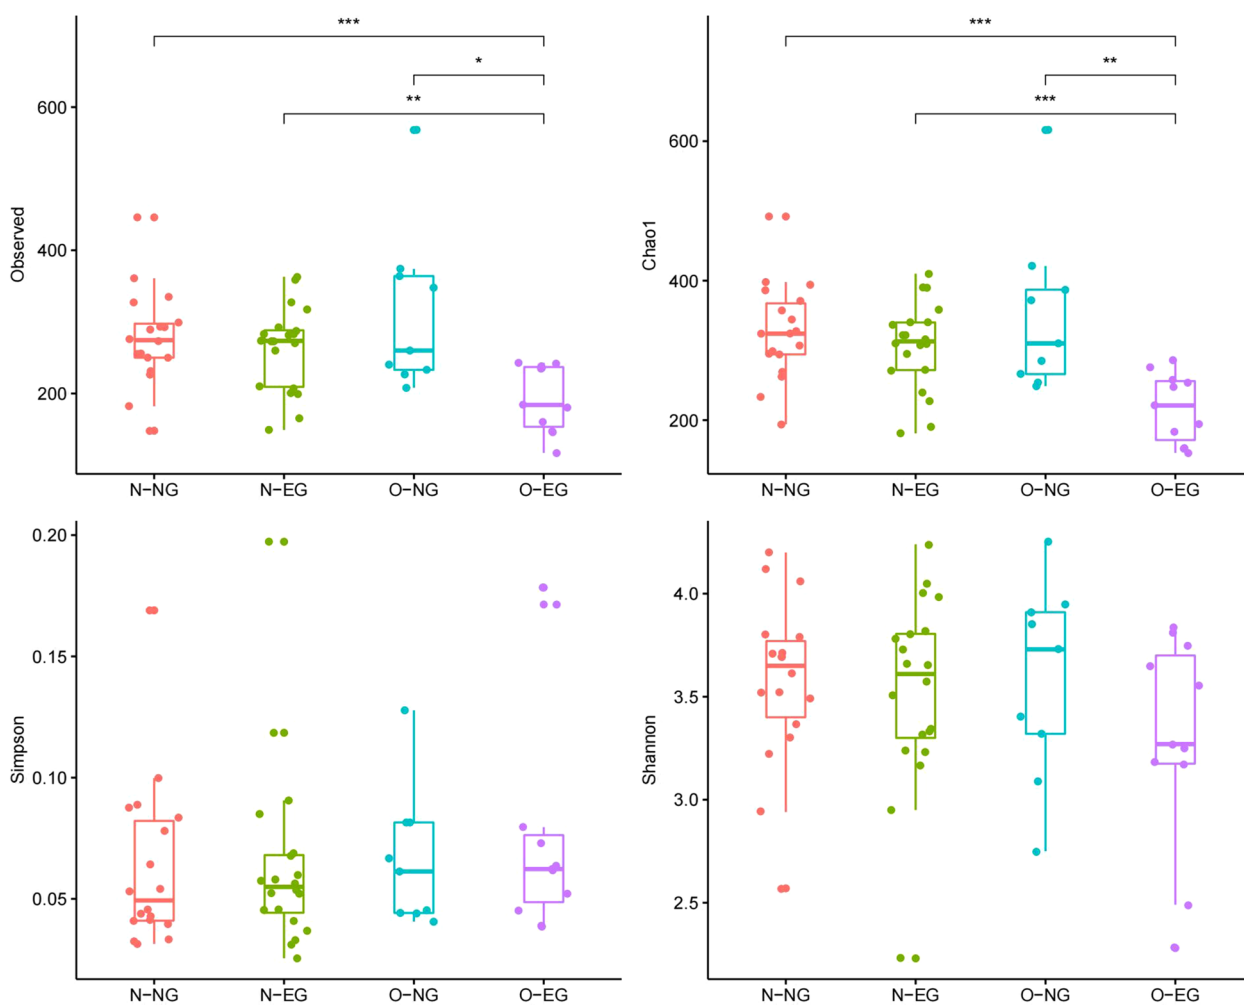 ***
*
**
600
400
200
Observed
N−NG N−EG O−NG O−EG
***
**
***
600
400
200
Chao1
N−NG N−EG O−NG O−EG
0.20
0.15
0.10
0.05
Simpson
N−NG N−EG O−NG O−EG
4.0
3.5
3.0
2.5
Shannon
N−NG N−EG O−NG O−EG